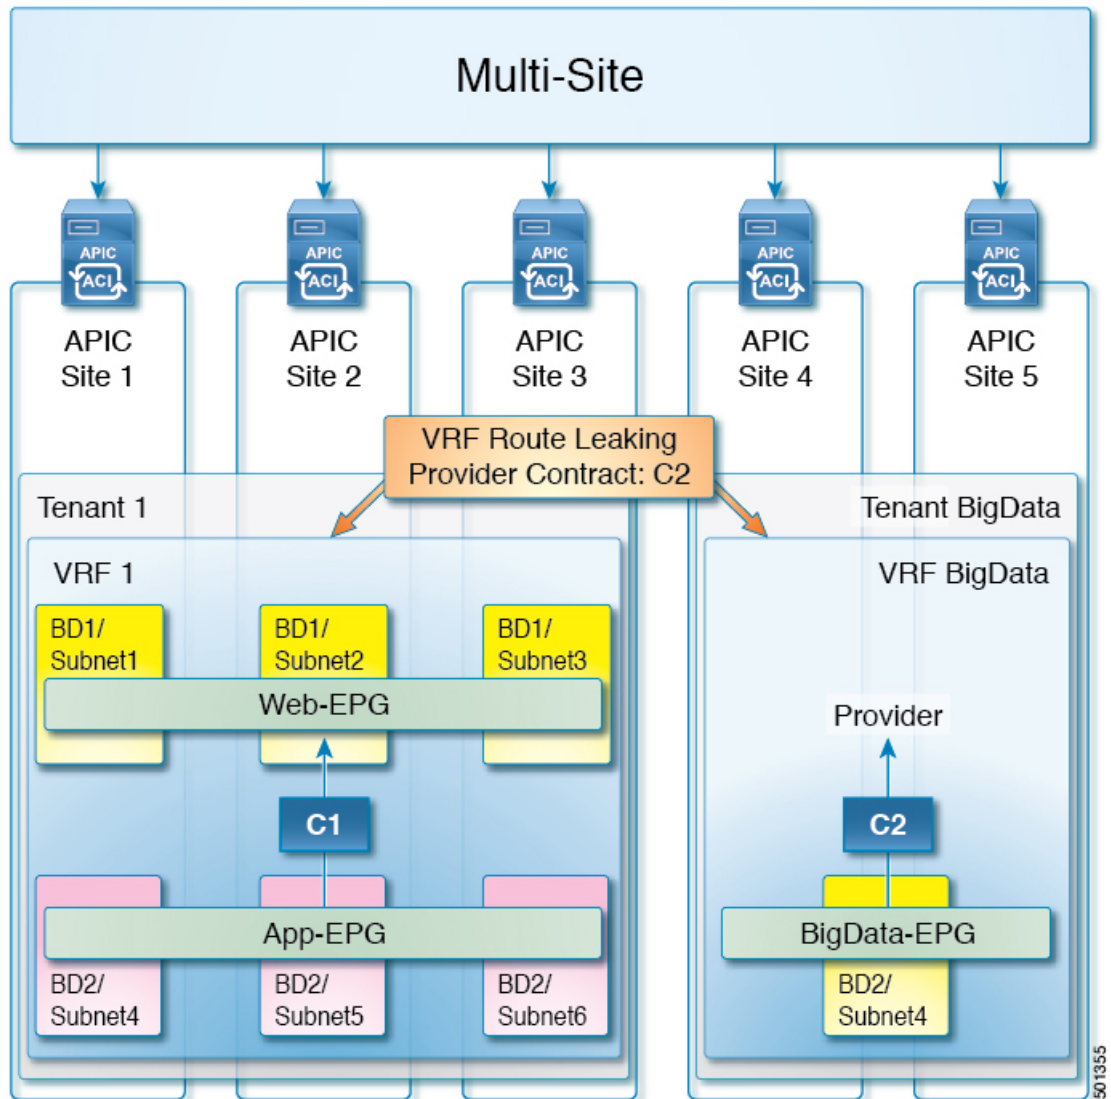 Multi-Site
APIC
ACI
APIC
ACI
APIC
ACI
APIC
ACI
APIC
ACI
APIC
Site 1
APIC
Site 2
APIC
Site 3
APIC
Site 4
APIC
Site 5
VRF Route Leaking
Provider Contract: C2
Tenant 1
Tenant BigData
VRF 1
VRF BigData
BD1/
Subnet1
BD1/
Subnet2
BD1/
Subnet3
Web-EPG
Provider
C1
C2
App-EPG
BigData-EPG
BD2/
Subnet4
BD2/
Subnet5
BD2/
Subnet6
BD2/
Subnet4
501355